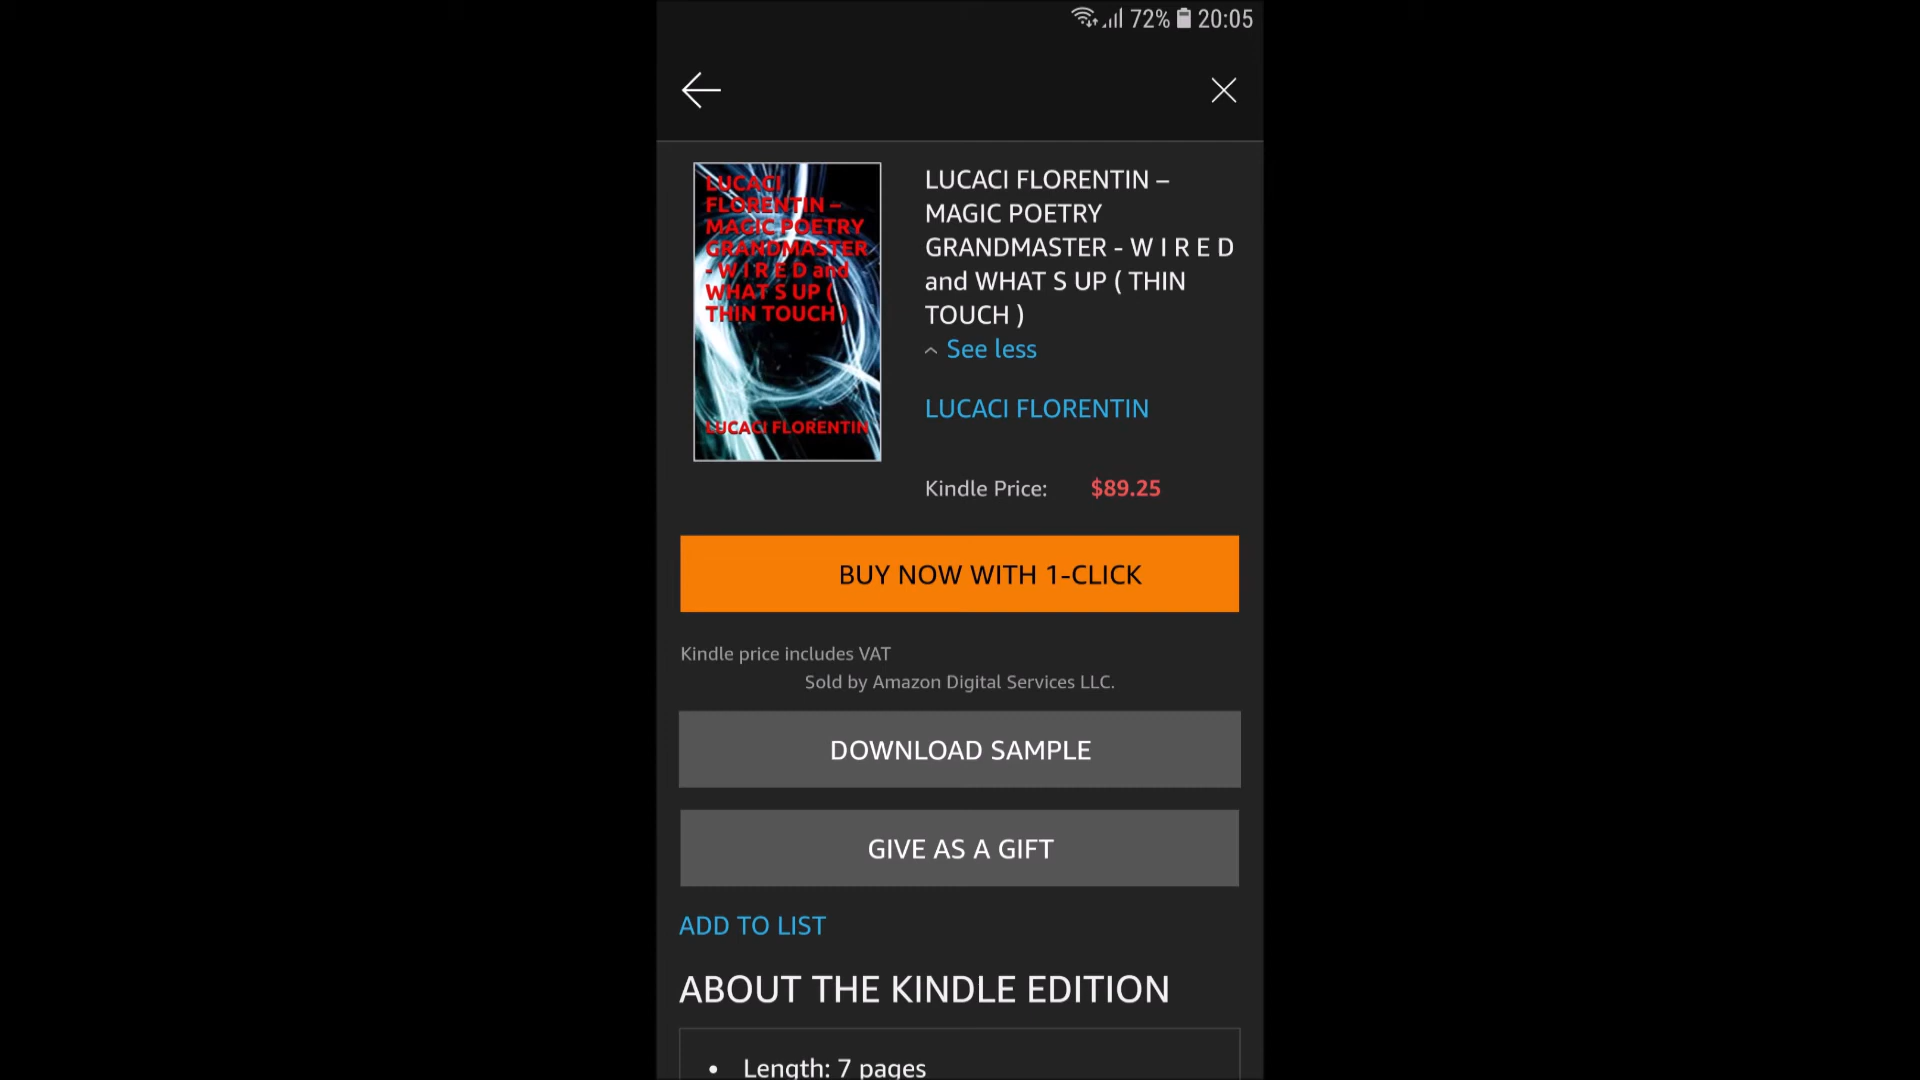 72% 20:05
LUCACI
FLORENTIN –
MAGIC POETRY
GRANDMASTER
- W I R E D and
WHAT S UP (
THIN TOUCH )
LUCACI FLORENTIN
LUCACI FLORENTIN –
MAGIC POETRY
GRANDMASTER - W I R E D
and WHAT S UP ( THIN
TOUCH )
See less
LUCACI FLORENTIN
Kindle Price: $89.25
BUY NOW WITH 1-CLICK
Kindle price includes VAT
Sold by Amazon Digital Services LLC.
DOWNLOAD SAMPLE
GIVE AS A GIFT
ADD TO LIST
ABOUT THE KINDLE EDITION
• Length: 7 pages